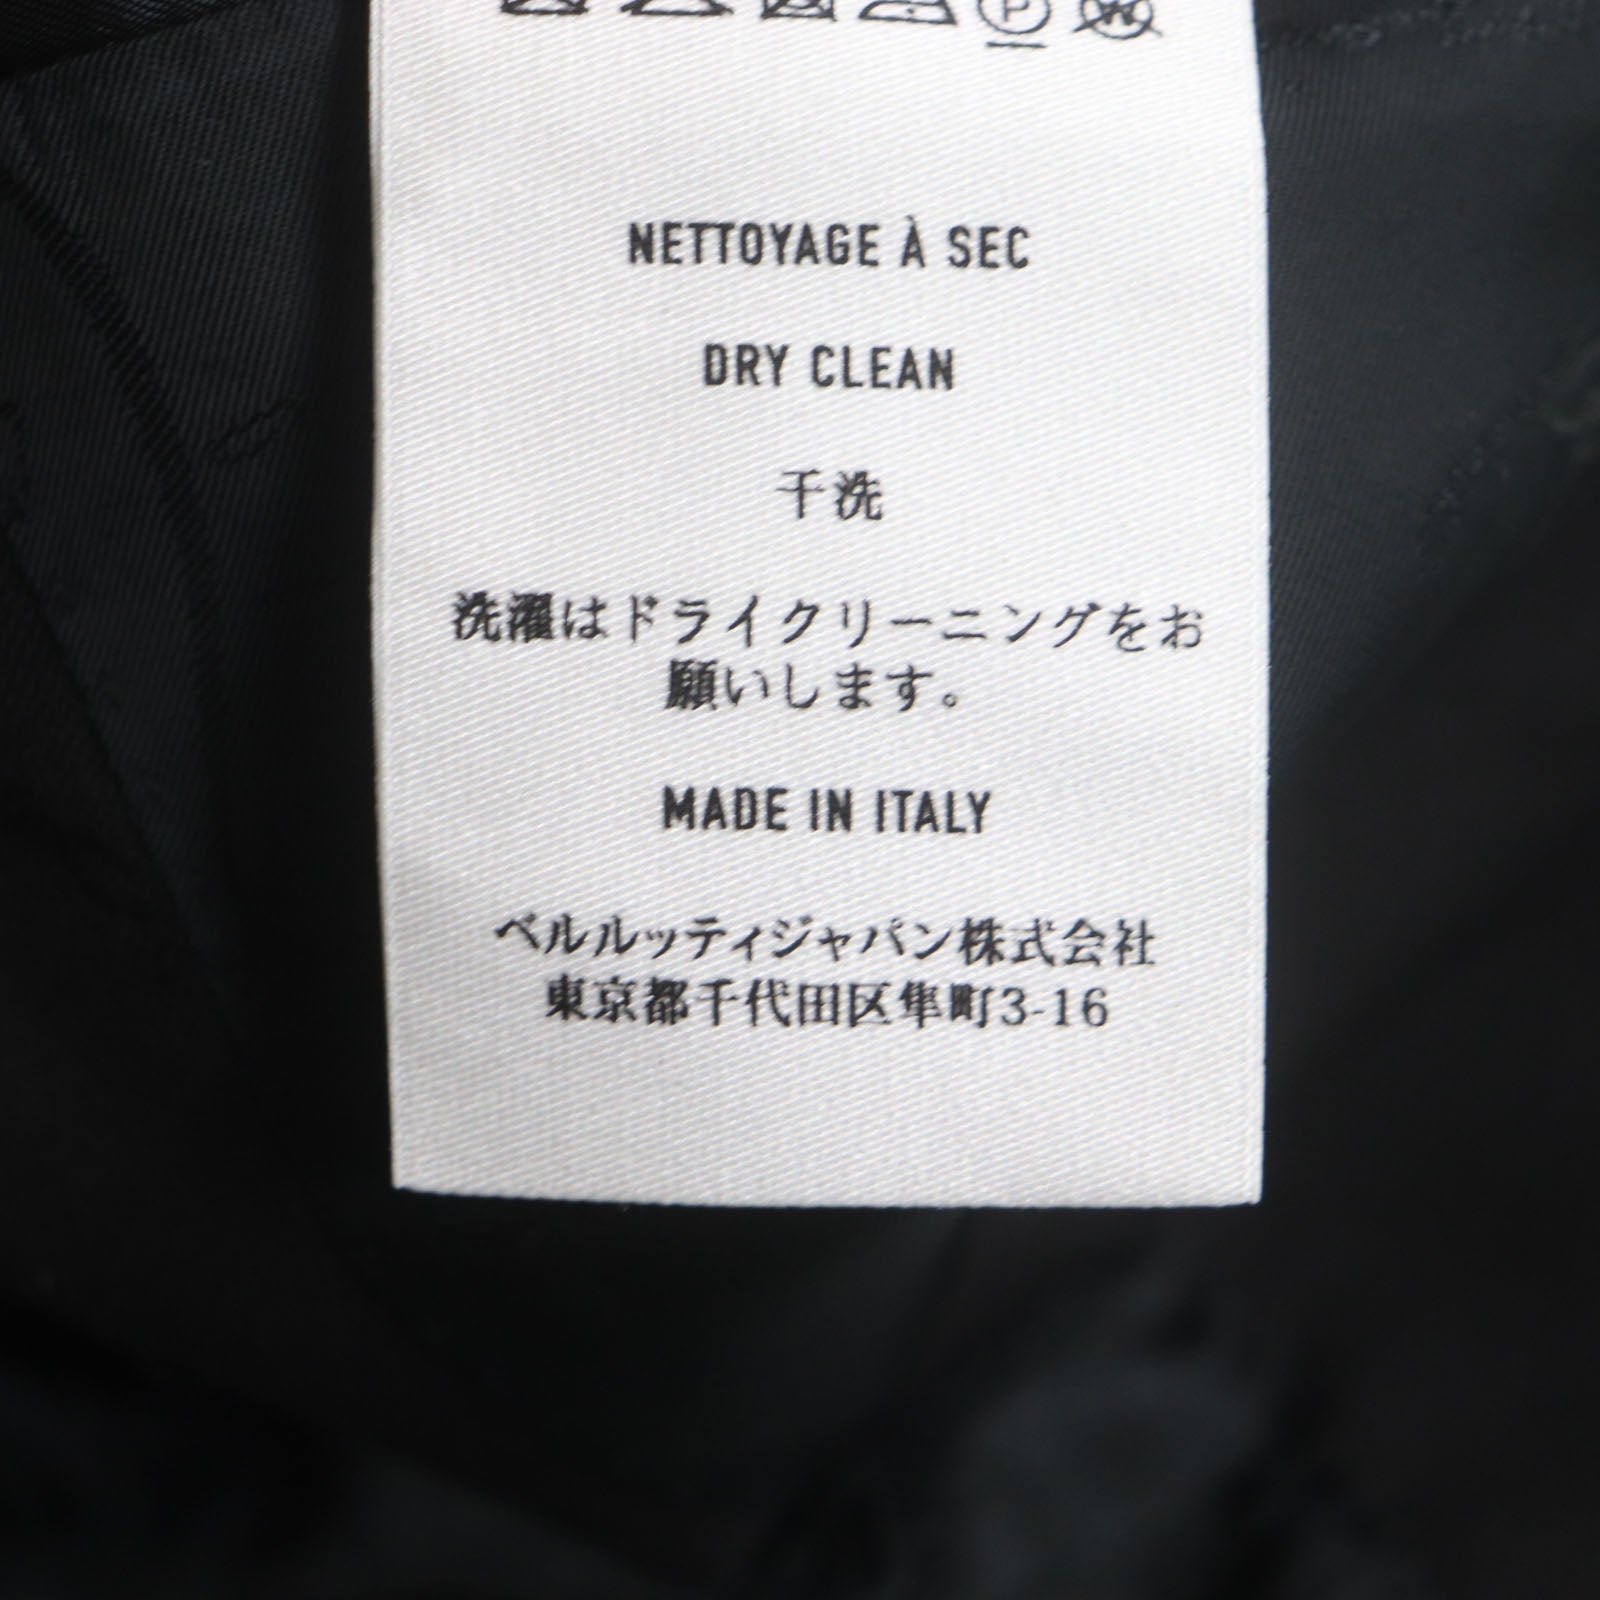 P W
NETTOYAGE À SEC
DRY CLEAN
干洗
洗濯はドライクリーニングをお
願いします。
MADE IN ITALY
ベルルッティジャパン株式会社
東京都千代田区隼町3-16